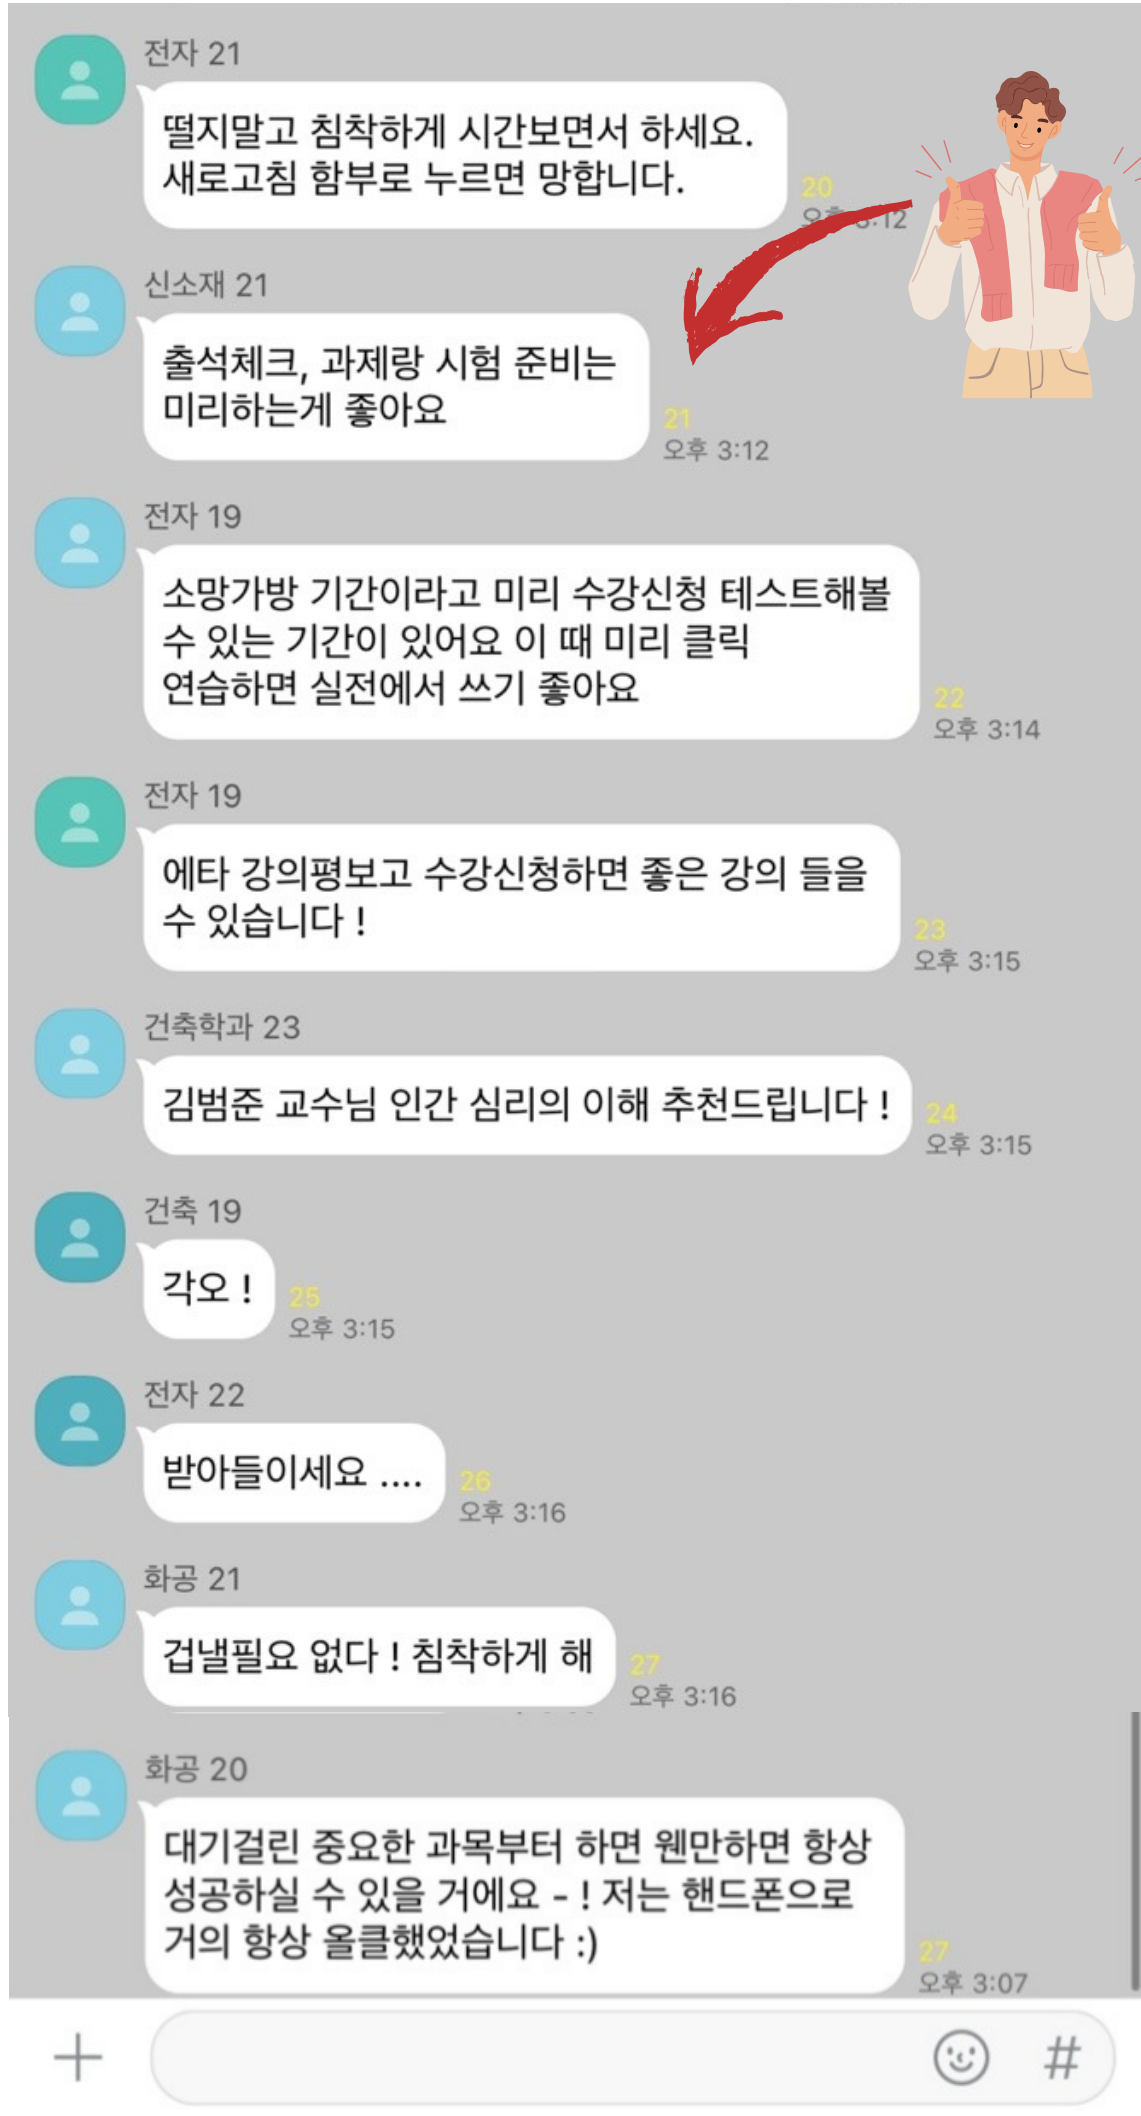 전자 21
떨지말고 침착하게 시간보면서 하세요.
새로고침 함부로 누르면 망합니다.
20
오후 3:12
신소재 21
출석체크, 과제랑 시험 준비는
미리하는게 좋아요
21
오후 3:12
전자 19
소망가방 기간이라고 미리 수강신청 테스트해볼
수 있는 기간이 있어요 이 때 미리 클릭
연습하면 실전에서 쓰기 좋아요
22
오후 3:14
전자 19
에타 강의평보고 수강신청하면 좋은 강의 들을
수 있습니다 !
23
오후 3:15
건축학과 23
김범준 교수님 인간 심리의 이해 추천드립니다 !
24
오후 3:15
건축 19
각오 !
25
오후 3:15
전자 22
받아들이세요 ....
26
오후 3:16
화공 21
겁낼필요 없다 ! 침착하게 해
27
오후 3:16
화공 20
대기걸린 중요한 과목부터 하면 웬만하면 항상
성공하실 수 있을 거에요 - ! 저는 핸드폰으로
거의 항상 올클했었습니다 :)
27
오후 3:07
#